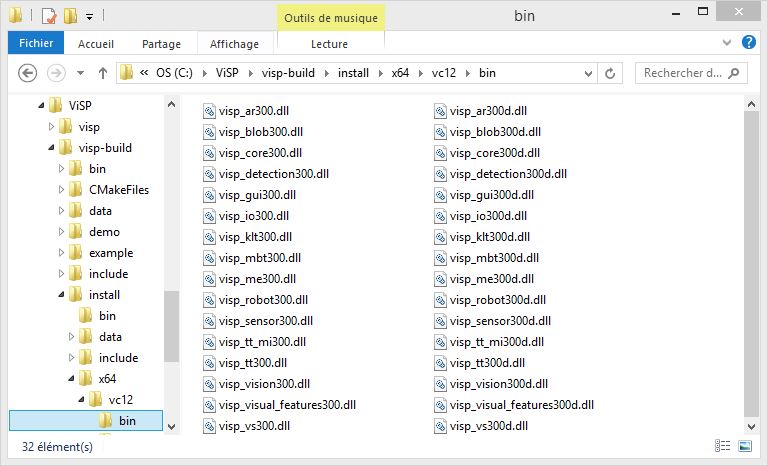 Outils de musique
bin
Fichier Accueil Partage Affichage Lecture
« OS (C:) ViSP visp-build install x64 vc12 bin
Rechercher d...
ViSP
visp
visp-build
bin
CMakeFiles
data
demo
example
include
install
bin
data
include
x64
vc12
bin
visp_ar300.dll
visp_blob300.dll
visp_core300.dll
visp_detection300.dll
visp_gui300.dll
visp_io300.dll
visp_klt300.dll
visp_mbt300.dll
visp_me300.dll
visp_robot300.dll
visp_sensor300.dll
visp_tt_mi300.dll
visp_tt300.dll
visp_vision300.dll
visp_visual_features300.dll
visp_vs300.dll
visp_ar300d.dll
visp_blob300d.dll
visp_core300d.dll
visp_detection300d.dll
visp_gui300d.dll
visp_io300d.dll
visp_klt300d.dll
visp_mbt300d.dll
visp_me300d.dll
visp_robot300d.dll
visp_sensor300d.dll
visp_tt_mi300d.dll
visp_tt300d.dll
visp_vision300d.dll
visp_visual_features300d.dll
visp_vs300d.dll
32 élément(s)